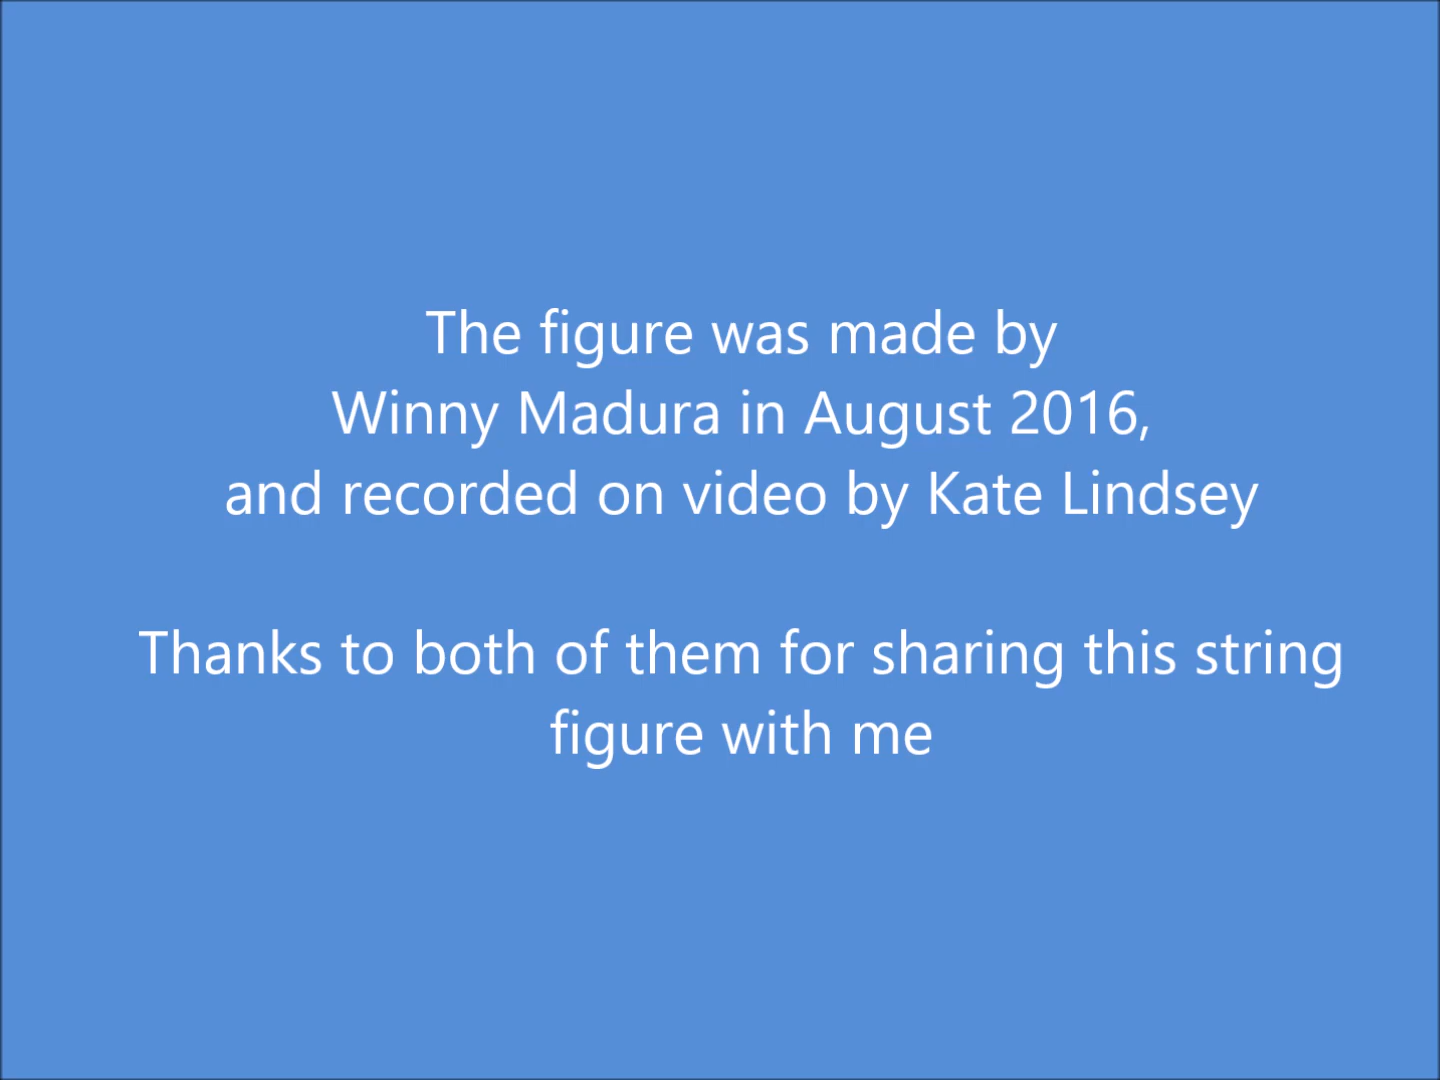 The figure was made by
Winny Madura in August 2016,
and recorded on video by Kate Lindsey
Thanks to both of them for sharing this string
figure with me